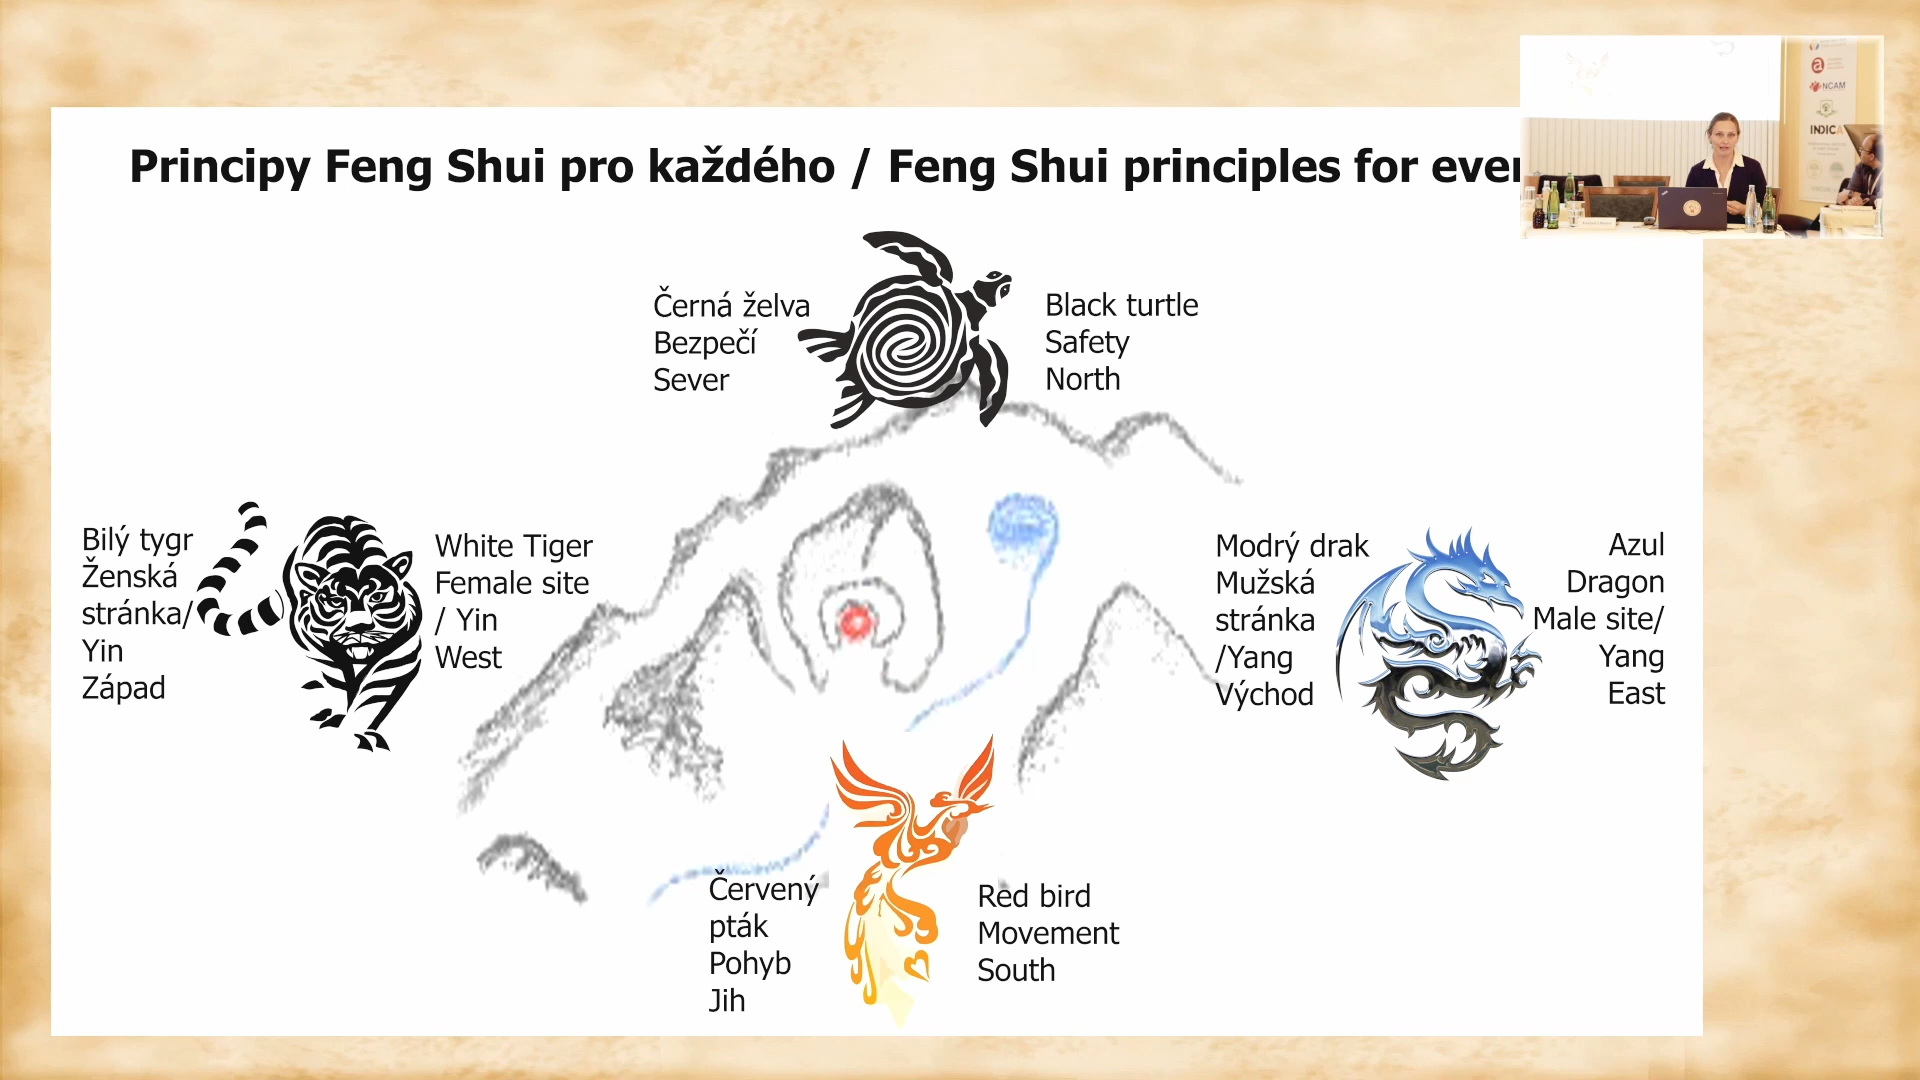 Principy Feng Shui pro každého / Feng Shui principles for ever
Černá želva
Bezpečí
Sever
Black turtle
Safety
North
Bilý tygr
Ženská
stránka/
Yin
Západ
White Tiger
Female site
/ Yin
West
Modrý drak
Mužská
stránka
/Yang
Východ
Azul
Dragon
Male site/
Yang
East
Červený
pták
Pohyb
Jih
Red bird
Movement
South
a
NCAM
INDICA